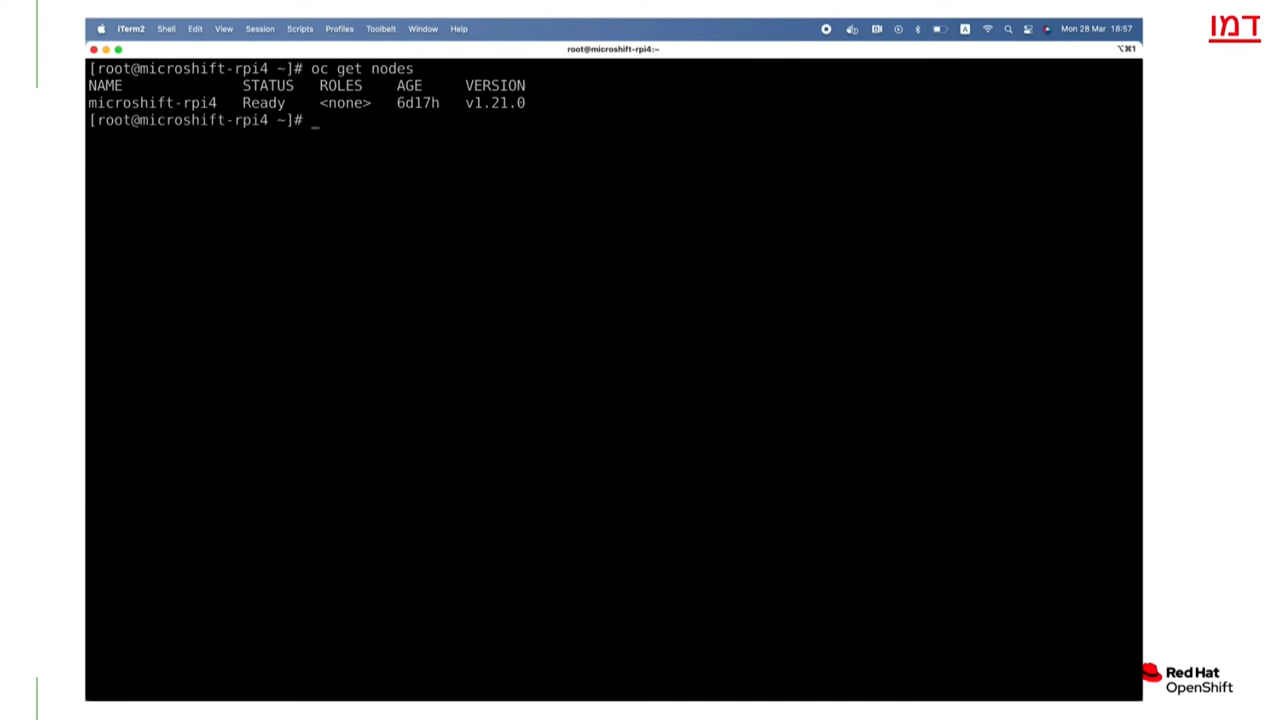 דמו
iTerm2 Shell Edit View Session Scripts Profiles Toolbelt Window Help
Mon 28 Mar 18:57
root@microshift-rpi4:~
⌥⌘1
[root@microshift-rpi4 ~]# oc get nodes
NAME STATUS ROLES AGE VERSION
microshift-rpi4 Ready <none> 6d17h v1.21.0
[root@microshift-rpi4 ~]# _
Red Hat
OpenShift